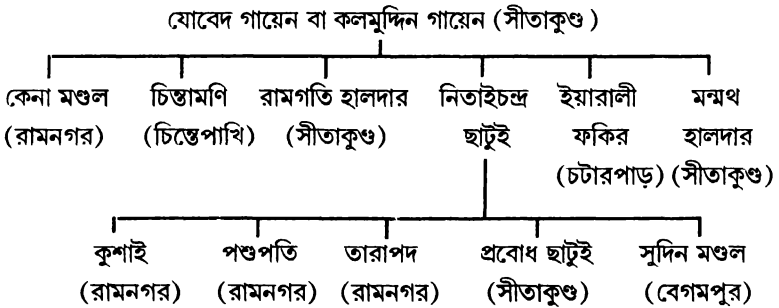 যোবেদ গায়েন বা কলমুদ্দিন গায়েন (সীতাকুণ্ড)
কেনা মণ্ডল চিন্তামণি রামগতি হালদার নিতাইচন্দ্র ইয়ারালী মন্মথ
(রামনগর) (চিন্তেপাখি) (সীতাকুণ্ড) ছাটুই ফকির হালদার
(চটারপাড়) (সীতাকুণ্ড)
কুশাই পশুপতি তারাপদ প্রবোধ ছাটুই সুদিন মণ্ডল
(রামনগর) (রামনগর) (রামনগর) (সীতাকুণ্ড) (বেগমপুর)